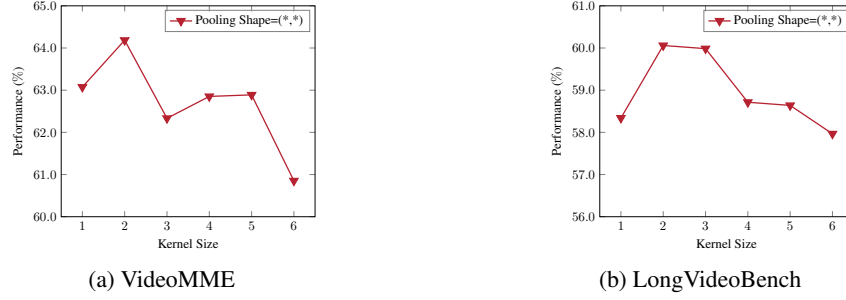 65.0
64.0
63.0
62.0
61.0
60.0
Performance (%)
Pooling Shape=(*,*)
1 2 3 4 5 6
Kernel Size
(a) VideoMME
61.0
60.0
59.0
58.0
57.0
56.0
Performance (%)
Pooling Shape=(*,*)
1 2 3 4 5 6
Kernel Size
(b) LongVideoBench